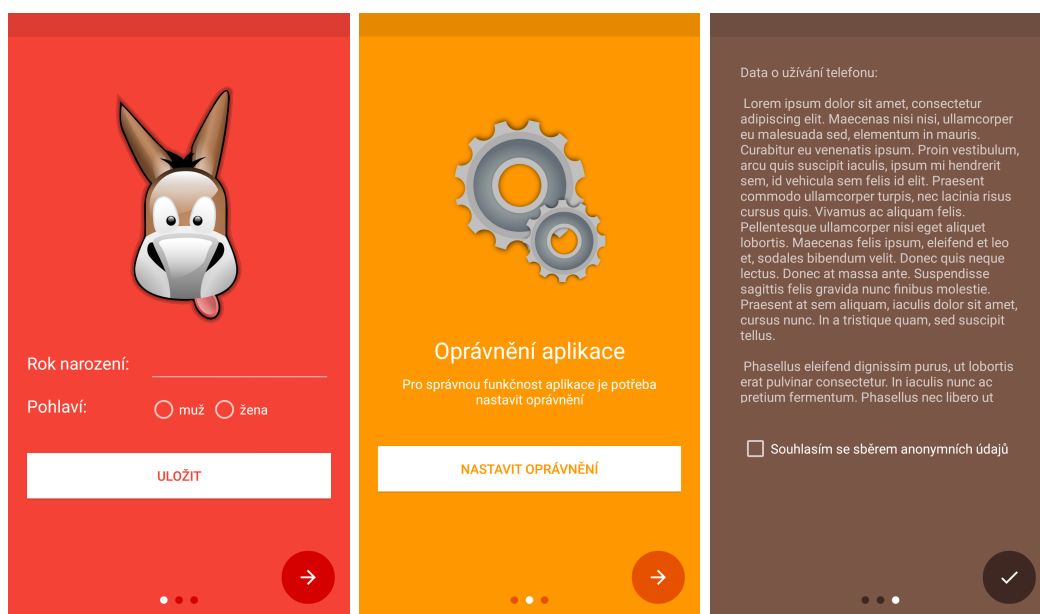 Rok narození:
Pohlaví:
muž
žena
ULOŽIT
Oprávnění aplikace
Pro správnou funkčnost aplikace je potřeba
nastavit oprávnění
NASTAVIT OPRÁVNĚNÍ
Data o užívání telefonu:
Lorem ipsum dolor sit amet, consectetur
adipiscing elit. Maecenas nisi nisi, ullamcorper
eu malesuada sed, elementum in mauris.
Curabitur eu venenatis ipsum. Proin vestibulum,
arcu quis suscipit iaculis, ipsum mi hendrerit
sem, id vehicula sem felis id elit. Praesent
commodo ullamcorper turpis, nec lacinia risus
cursus quis. Vivamus ac aliquam felis.
Pellentesque ullamcorper nisi eget aliquet
lobortis. Maecenas felis ipsum, eleifend et leo
et, sodales bibendum velit. Donec quis neque
lectus. Donec at massa ante. Suspendisse
sagittis felis gravida nunc finibus molestie.
Praesent at sem aliquam, iaculis dolor sit amet,
cursus nunc. In a tristique quam, sed suscipit
tellus.
Phasellus eleifend dignissim purus, ut lobortis
erat pulvinar consectetur. In iaculis nunc ac
pretium fermentum. Phasellus nec libero ut
Souhlasím se sběrem anonymních údajů